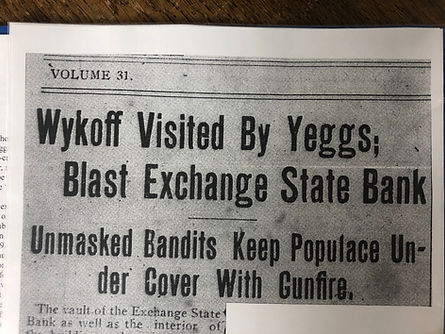 VOLUME 31.
Wykoff Visited By Yeggs;
Blast Exchange State Bank
Unmasked Bandits Keep Populace Un-
der Cover With Gunfire.
The vault of the Exchange State
Bank as well as the interior of